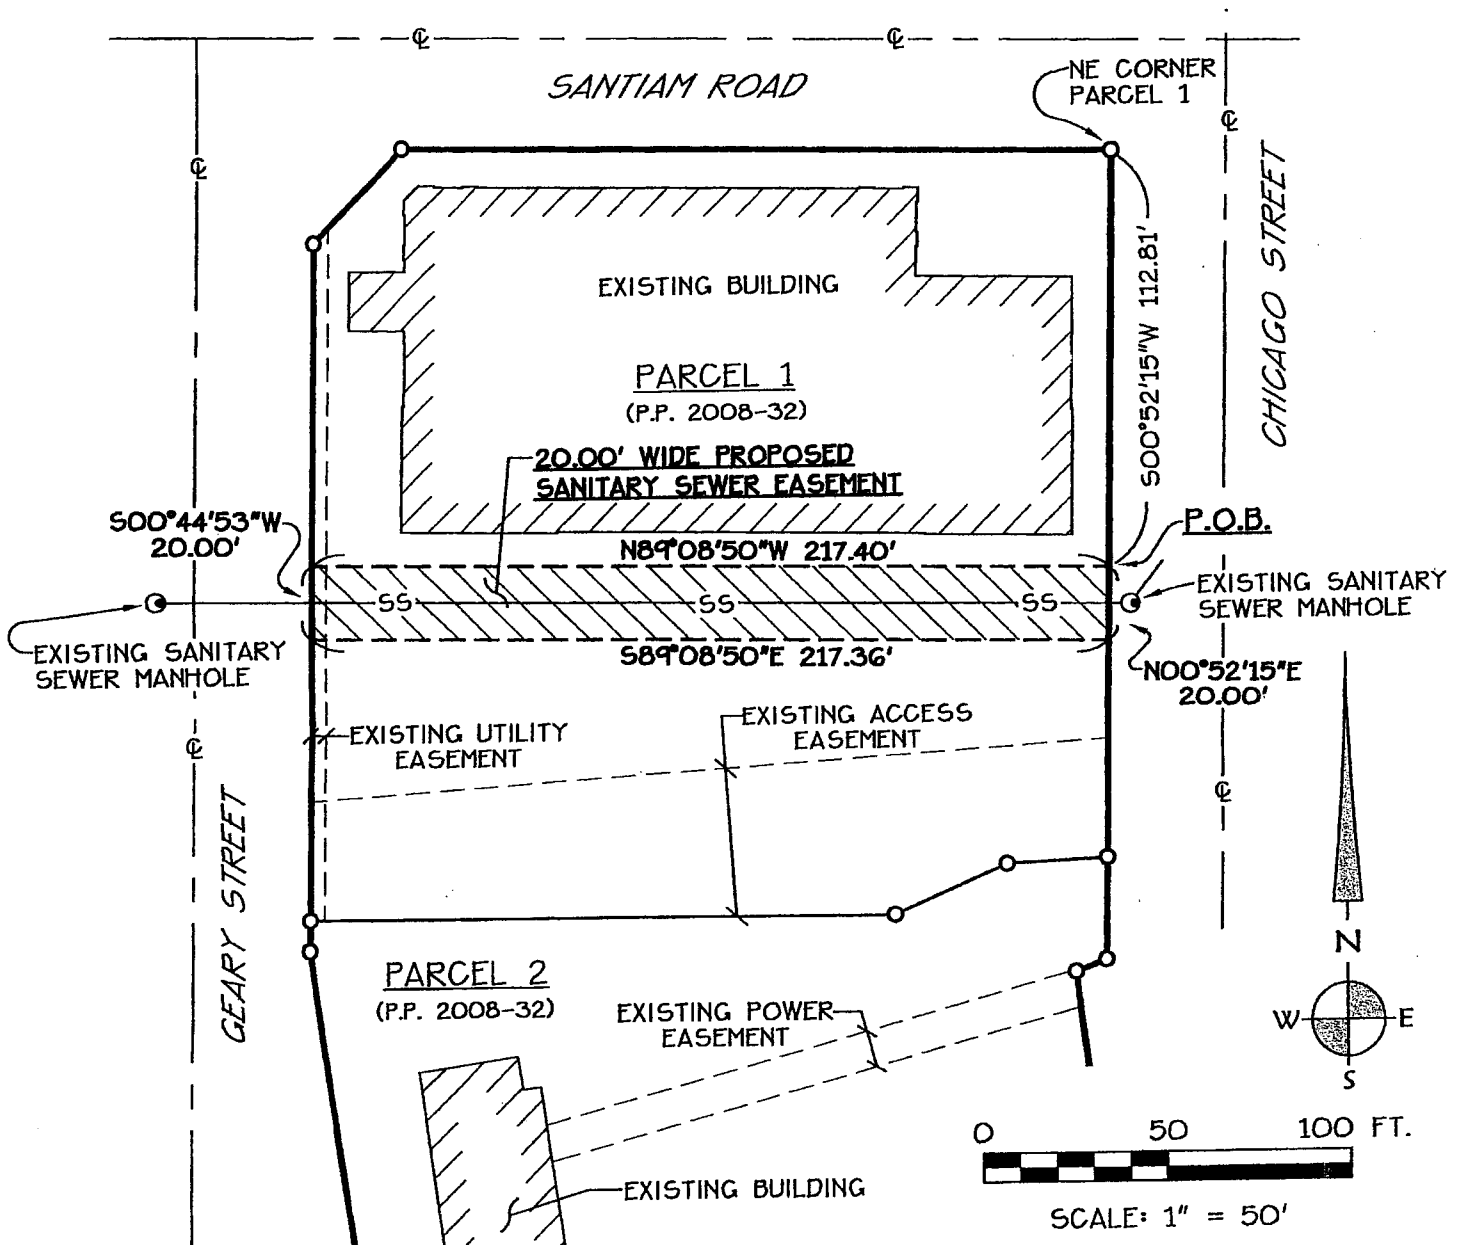 ℄
℄
SANTIAM ROAD
NE CORNER
PARCEL 1
℄
℄
CHICAGO STREET
S00°52'15"W 112.81'
EXISTING BUILDING
PARCEL 1
(P.P. 2008-32)
20.00' WIDE PROPOSED
SANITARY SEWER EASEMENT
S00°44'53"W
20.00'
P.O.B.
N89°08'50"W 217.40'
SS
SS
SS
EXISTING SANITARY
SEWER MANHOLE
EXISTING SANITARY
SEWER MANHOLE
S89°08'50"E 217.36'
N00°52'15"E
20.00'
℄
EXISTING UTILITY
EASEMENT
EXISTING ACCESS
EASEMENT
℄
GEARY STREET
PARCEL 2
(P.P. 2008-32)
EXISTING POWER
EASEMENT
N
W
E
S
EXISTING BUILDING
0 50 100 FT.
SCALE: 1" = 50'